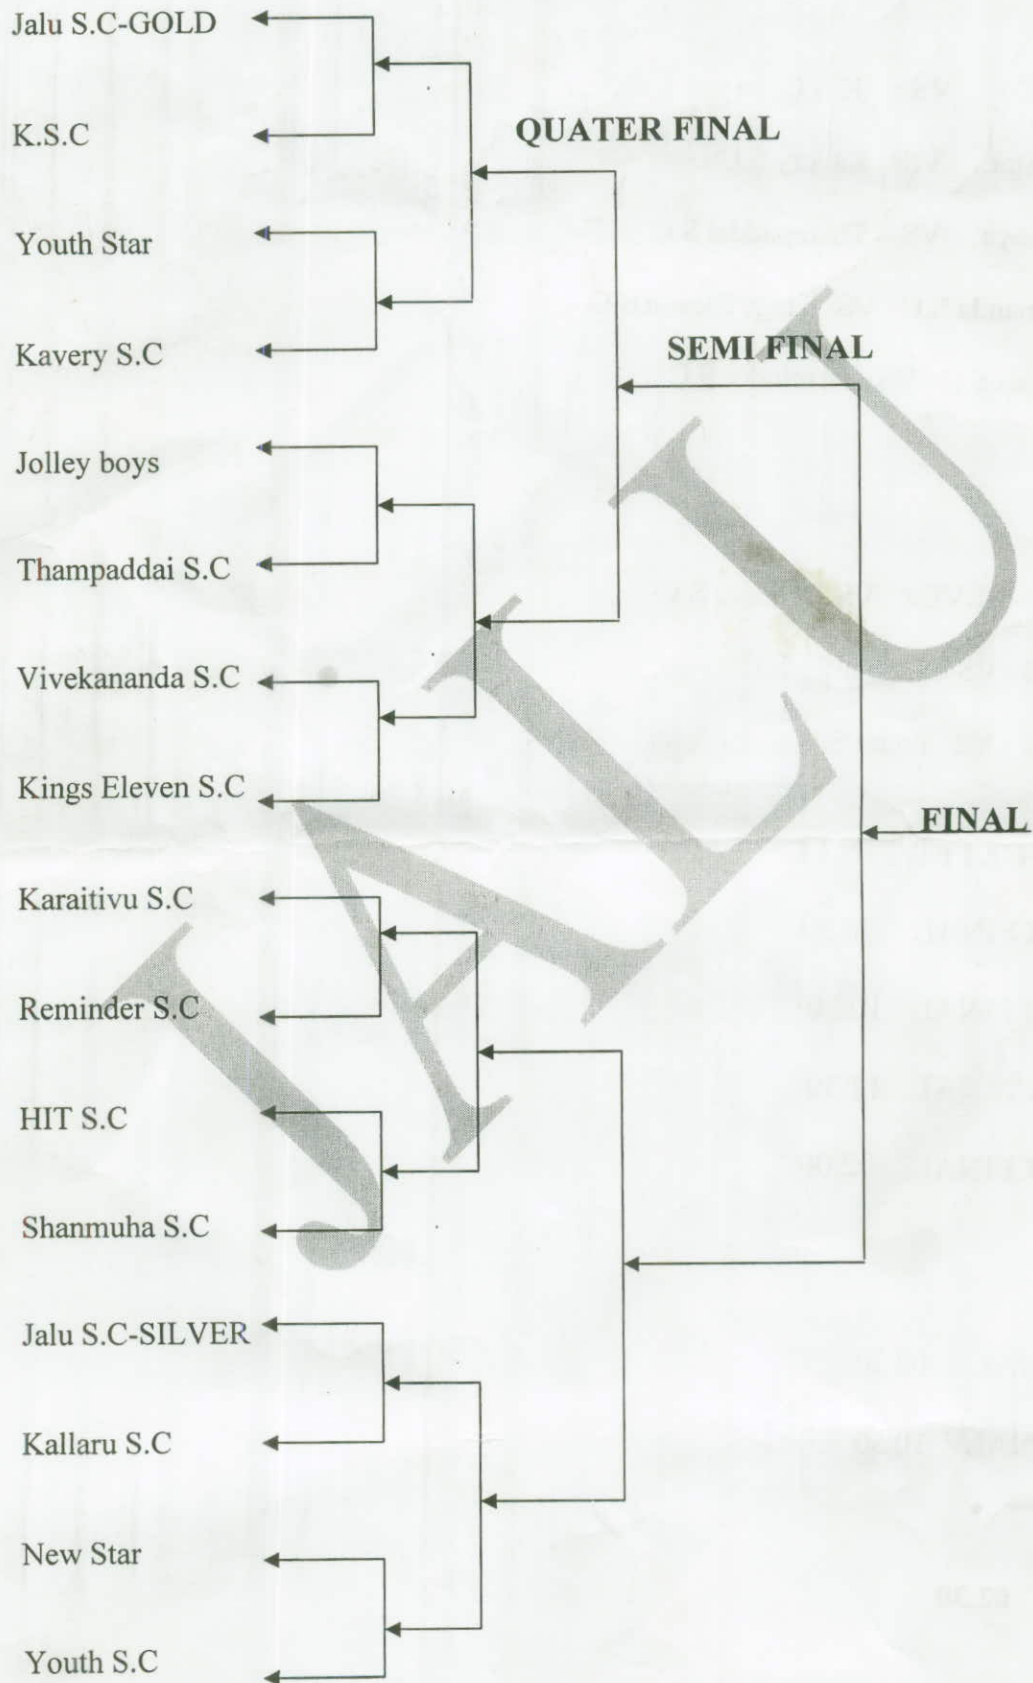 Jalu S.C-GOLD
K.S.C
QUATER FINAL
Youth Star
Kavery S.C
SEMI FINAL
Jolley boys
Thampaddai S.C
Vivekananda S.C
Kings Eleven S.C
FINAL
Karaitivu S.C
Reminder S.C
HIT S.C
Shanmuha S.C
Jalu S.C-SILVER
Kallaru S.C
New Star
Youth S.C
JALU